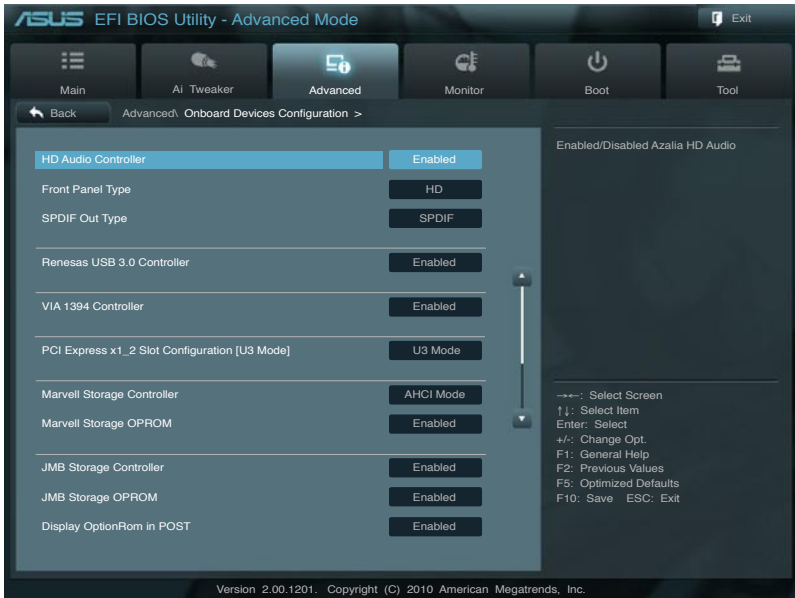 ASUS EFI BIOS Utility - Advanced Mode
Exit
Main
Ai Tweaker
Advanced
Monitor
Boot
Tool
Back
Advanced\ Onboard Devices Configuration >
HD Audio Controller Enabled
Front Panel Type HD
SPDIF Out Type SPDIF
Renesas USB 3.0 Controller Enabled
VIA 1394 Controller Enabled
PCI Express x1_2 Slot Configuration [U3 Mode] U3 Mode
Marvell Storage Controller AHCI Mode
Marvell Storage OPROM Enabled
JMB Storage Controller Enabled
JMB Storage OPROM Enabled
Display OptionRom in POST Enabled
Enabled/Disabled Azalia HD Audio
→←: Select Screen
↑↓: Select Item
Enter: Select
+/-: Change Opt.
F1: General Help
F2: Previous Values
F5: Optimized Defaults
F10: Save ESC: Exit
Version 2.00.1201. Copyright (C) 2010 American Megatrends, Inc.